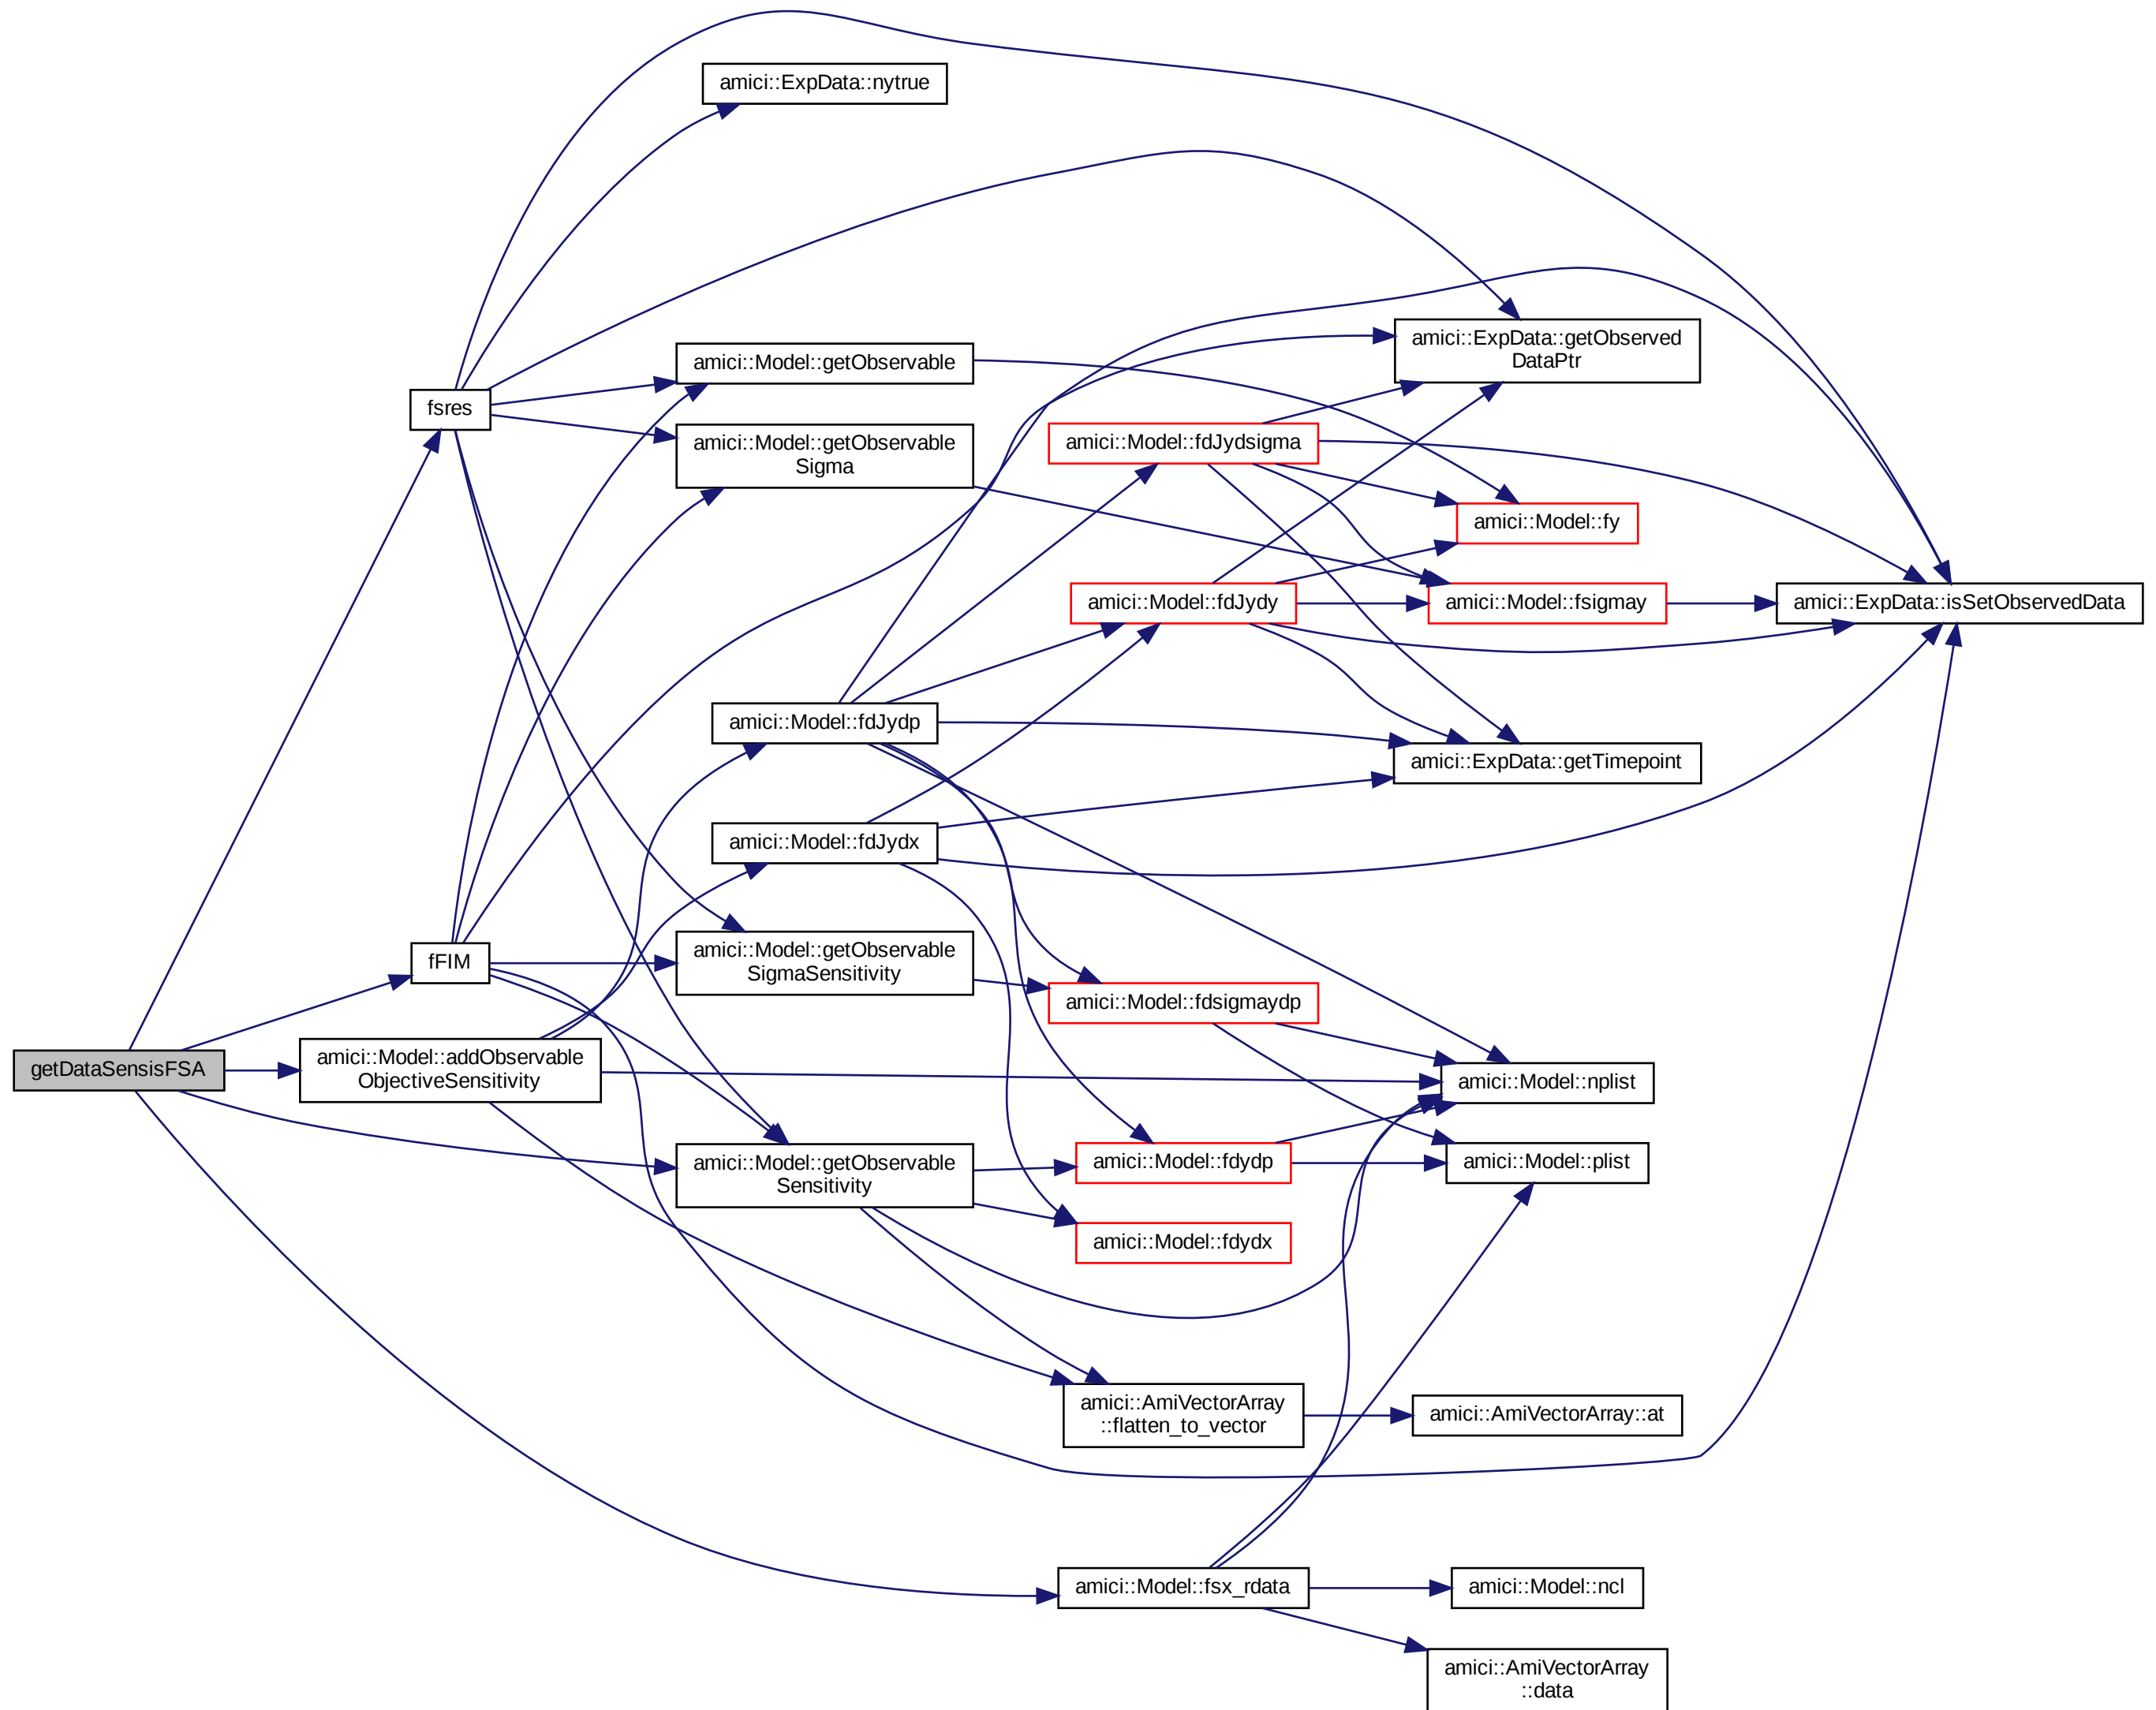 amici::ExpData::nytrue
amici::ExpData::getObserved
DataPtr
amici::Model::getObservable
fsres
amici::Model::getObservable
Sigma
amici::Model::fdJydsigma
amici::Model::fy
amici::Model::fdJydy
amici::Model::fsigmay
amici::ExpData::isSetObservedData
amici::Model::fdJydp
amici::ExpData::getTimepoint
amici::Model::fdJydx
fFIM
amici::Model::getObservable
SigmaSensitivity
amici::Model::fdsigmaydp
getDataSensisFSA
amici::Model::addObservable
ObjectiveSensitivity
amici::Model::nplist
amici::Model::getObservable
Sensitivity
amici::Model::fdydp
amici::Model::plist
amici::Model::fdydx
amici::AmiVectorArray
::flatten_to_vector
amici::AmiVectorArray::at
amici::Model::fsx_rdata
amici::Model::ncl
amici::AmiVectorArray
::data